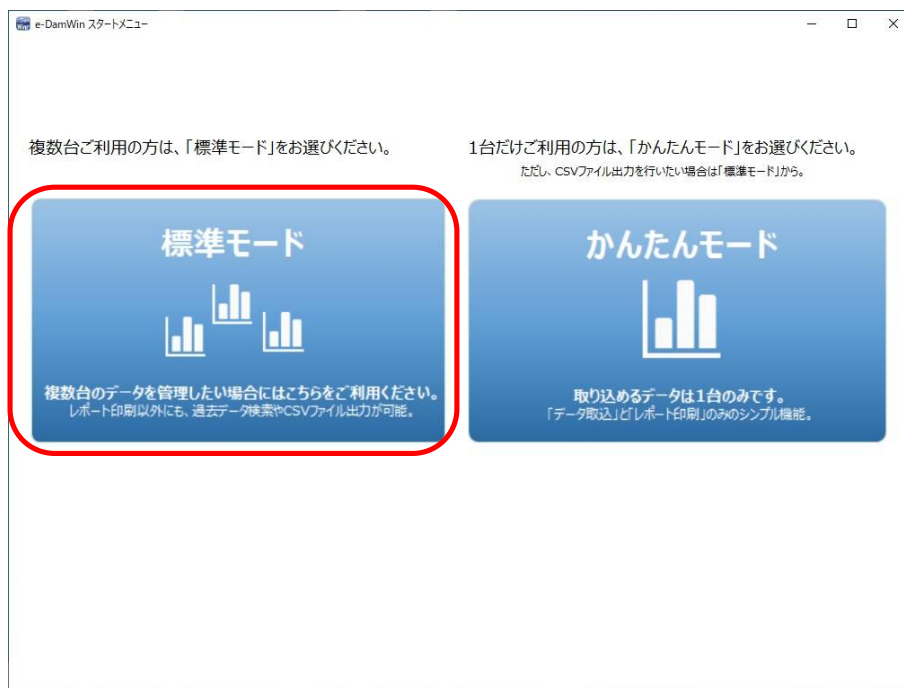 e-DamWin スタートメニュー
複数台ご利用の方は、「標準モード」をお選びください。
1台だけご利用の方は、「かんたんモード」をお選びください。
ただし、CSVファイル出力を行いたい場合は「標準モード」から。
標準モード
複数台のデータを管理したい場合にはこちらをご利用ください。
レポート印刷以外にも、過去データ検索やCSVファイル出力が可能。
かんたんモード
取り込めるデータは1台のみです。
「データ取込」と「レポート印刷」のみのシンプル機能。